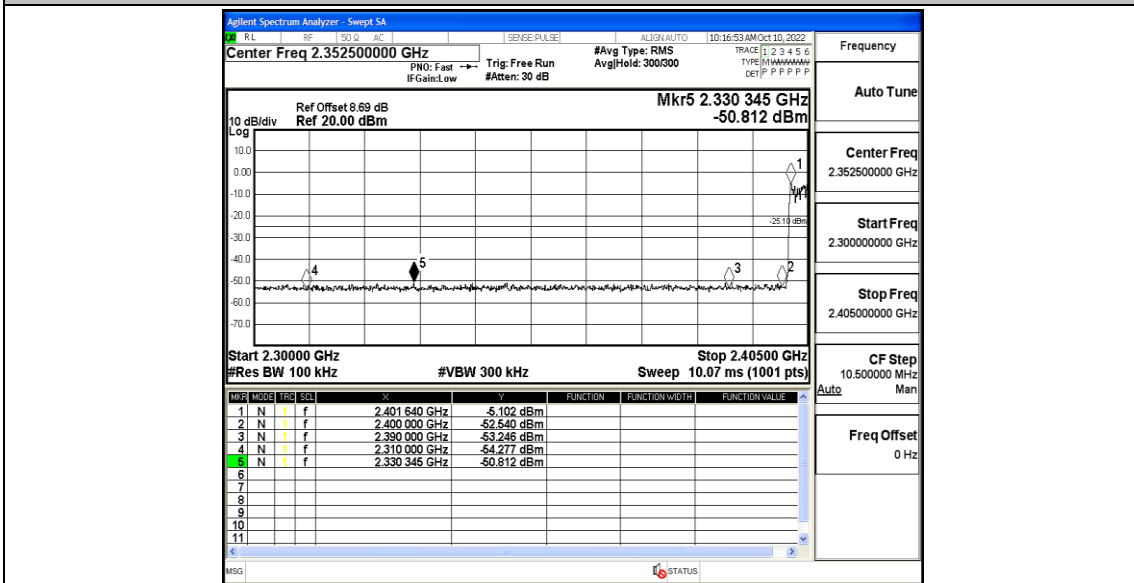 Agilent Spectrum Analyzer - Swept SA
LXI RL RF 50 Ω AC SENSE:PULSE ALIGNAUTO 10:16:53 AM Oct 10, 2022
Center Freq 2.352500000 GHz
#Avg Type: RMS
TRACE 1 2 3 4 5 6
PNO: Fast
Trig: Free Run
Avg|Hold: 300/300
TYPE M
IFGain:Low
#Atten: 30 dB
DET P P P P P P
Mkr5 2.330 345 GHz
Ref Offset 8.69 dB
-50.812 dBm
10 dB/div
Ref 20.00 dBm
Log
10.0
0.00
-10.0
-20.0
-30.0
-40.0
-50.0
-60.0
-70.0
1
-25.10 dBm
4
5
3
2
Start 2.30000 GHz
Stop 2.40500 GHz
#Res BW 100 kHz
#VBW 300 kHz
Sweep 10.07 ms (1001 pts)
MKR MODE TRC SCL X Y FUNCTION FUNCTION WIDTH FUNCTION VALUE
1 N 1 f 2.401 640 GHz -5.102 dBm
2 N 1 f 2.400 000 GHz -52.540 dBm
3 N 1 f 2.390 000 GHz -53.246 dBm
4 N 1 f 2.310 000 GHz -54.277 dBm
5 N 1 f 2.330 345 GHz -50.812 dBm
6
7
8
9
10
11
MSG
STATUS
Frequency
Auto Tune
Center Freq
2.352500000 GHz
Start Freq
2.300000000 GHz
Stop Freq
2.405000000 GHz
CF Step
10.500000 MHz
Auto Man
Freq Offset
0 Hz